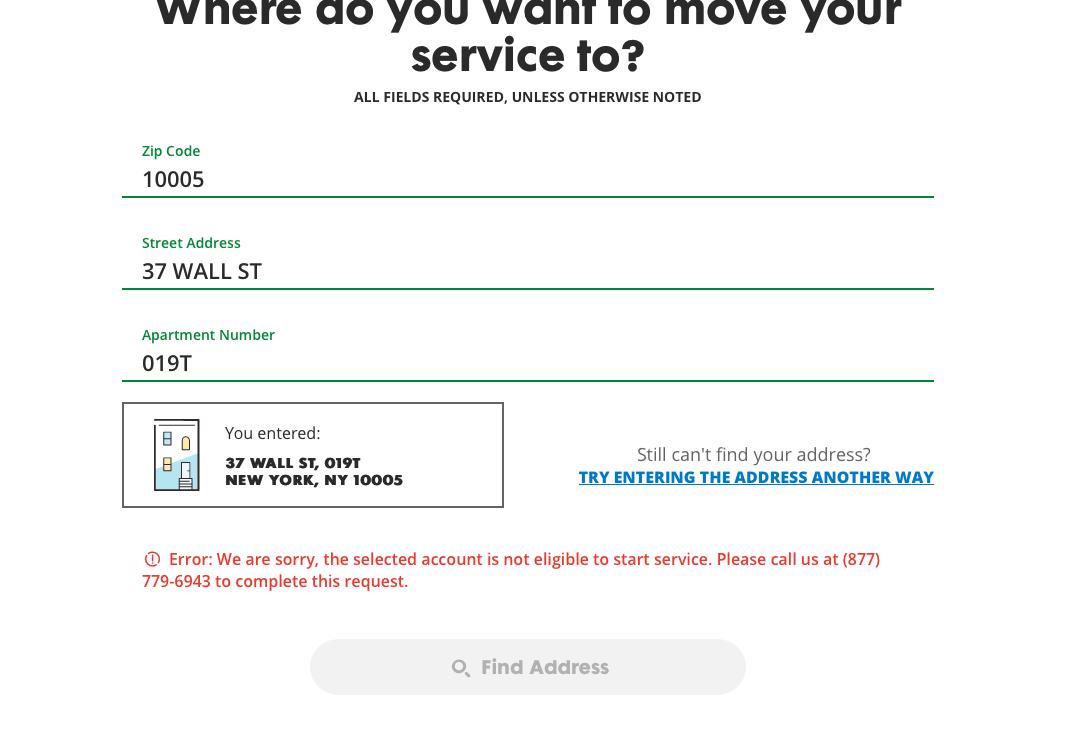 Where do you want to move your
service to?
ALL FIELDS REQUIRED, UNLESS OTHERWISE NOTED
Zip Code
10005
Street Address
37 WALL ST
Apartment Number
019T
You entered:
37 WALL ST, 019T
NEW YORK, NY 10005
Still can't find your address?
TRY ENTERING THE ADDRESS ANOTHER WAY
Error: We are sorry, the selected account is not eligible to start service. Please call us at (877)
779-6943 to complete this request.
Find Address